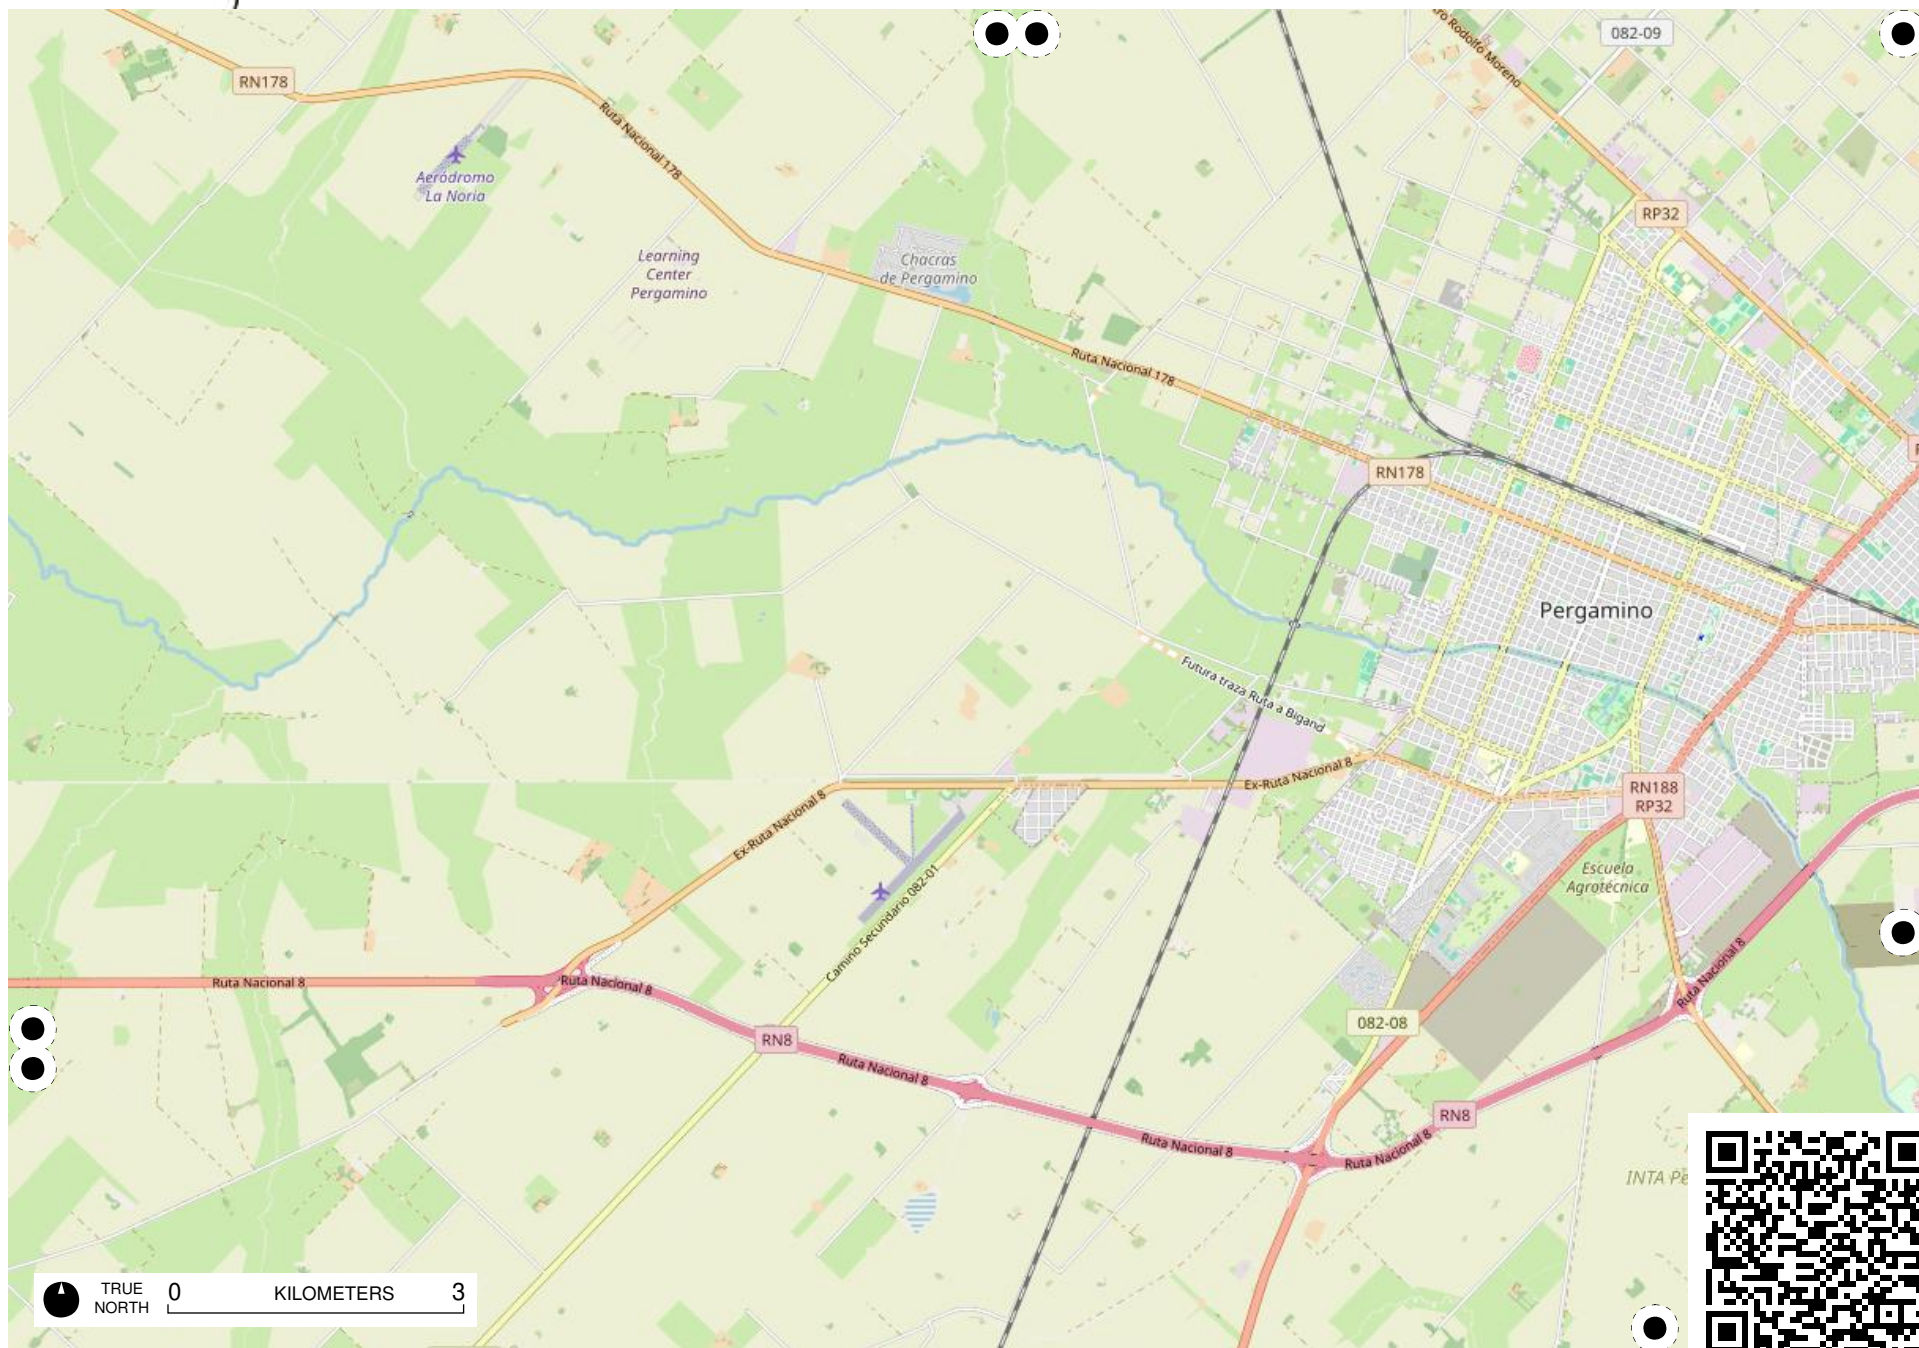 082-09
RN178
Ruta Nacional 178
Aeródromo
La Noria
RP32
Learning
Center
Pergamino
Chacras
de Pergamino
Ruta Nacional 178
RN178
Pergamino
Futura traza Ruta a Bigand
Ex-Ruta Nacional 8
Ex-Ruta Nacional 8
RN188
RP32
Camino Secundario 082-01
Escuela
Agrotécnica
Ruta Nacional 8
Ruta Nacional 8
Ruta Nacional 8
082-08
RN8
Ruta Nacional 8
RN8
Ruta Nacional 8
Ruta Nacional 8
INTA
TRUE
NORTH
0 KILOMETERS 3
Rodolfo Moreno